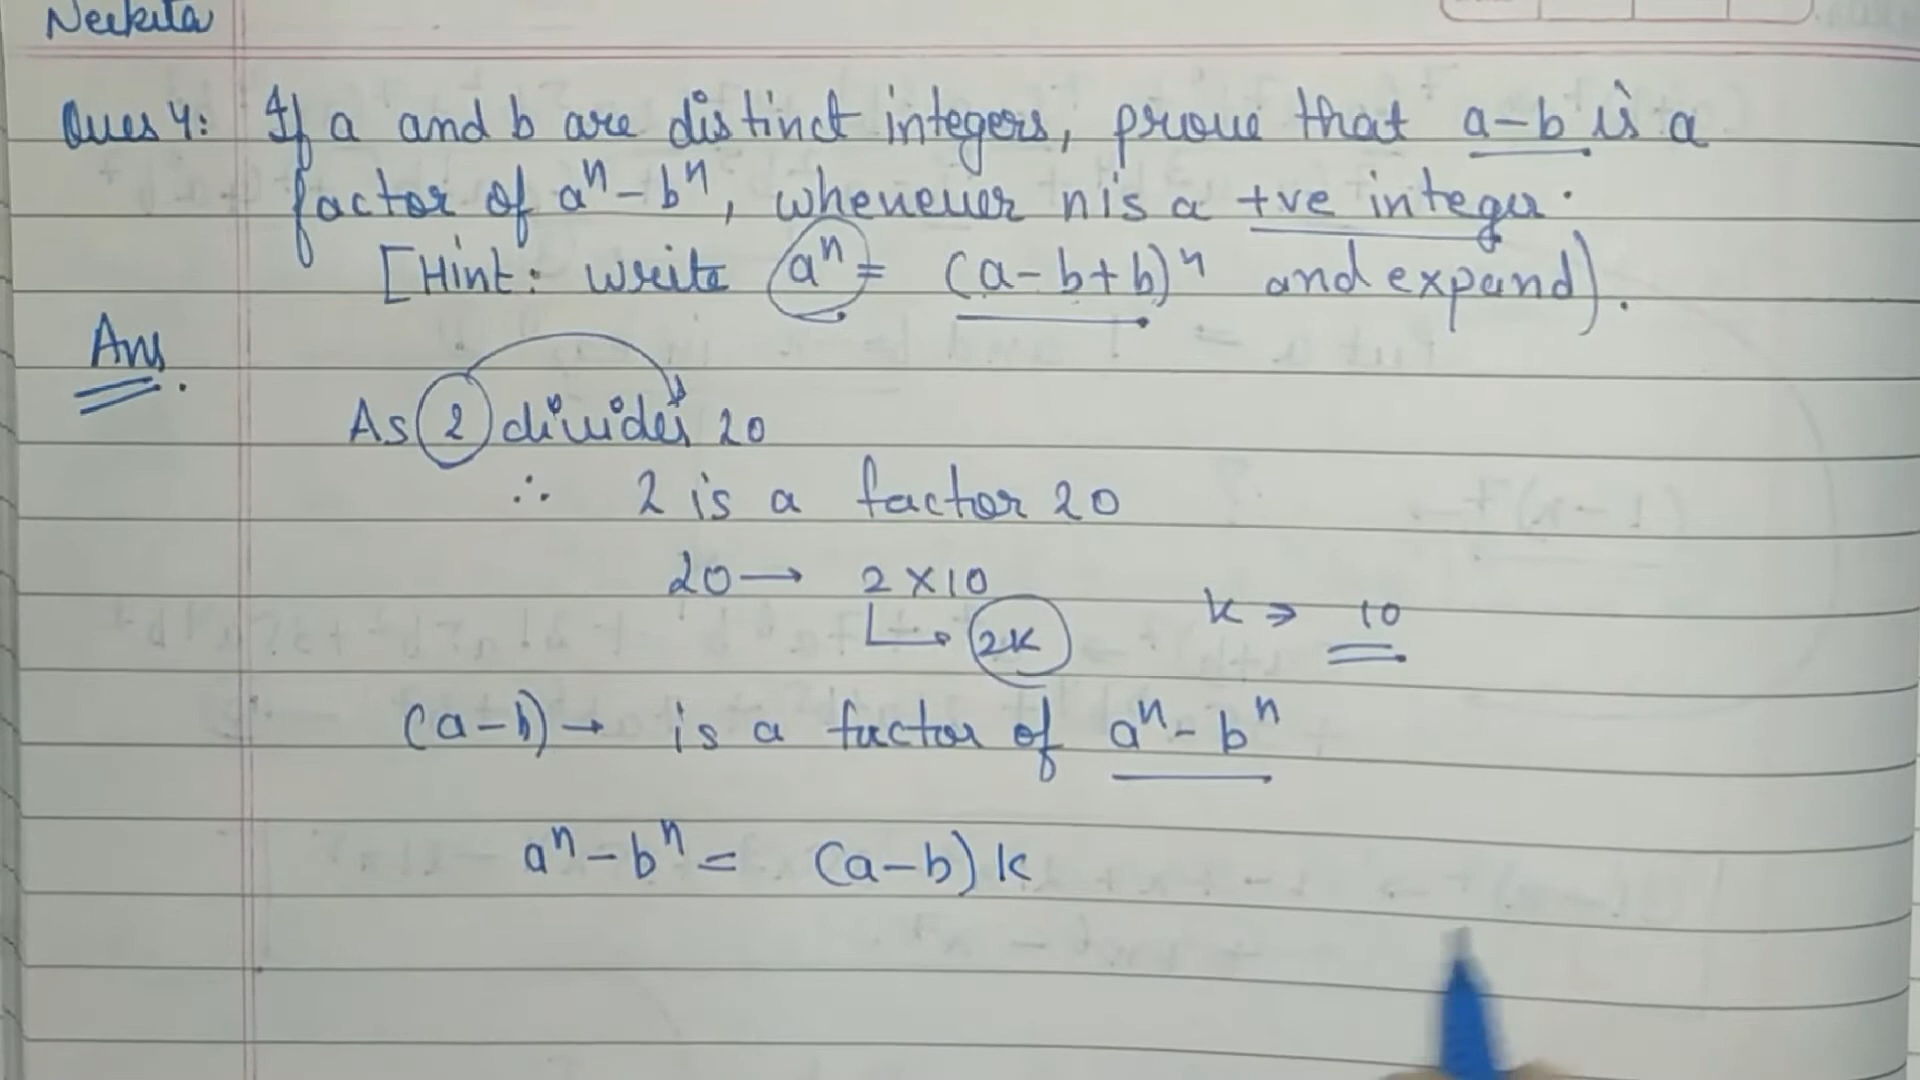 Neekita
Ques 4: If a and b are distinct integers, prove that a-b is a
factor of aⁿ-bⁿ, whenever n is a +ve integer.
[Hint: write aⁿ = (a-b+b)ⁿ and expand].
Ans.
As 2 divides 20
∴ 2 is a factor 20
20 → 2×10
2K
k ⇒ 10
(a-b) → is a factor of aⁿ-bⁿ
aⁿ-bⁿ = (a-b) k